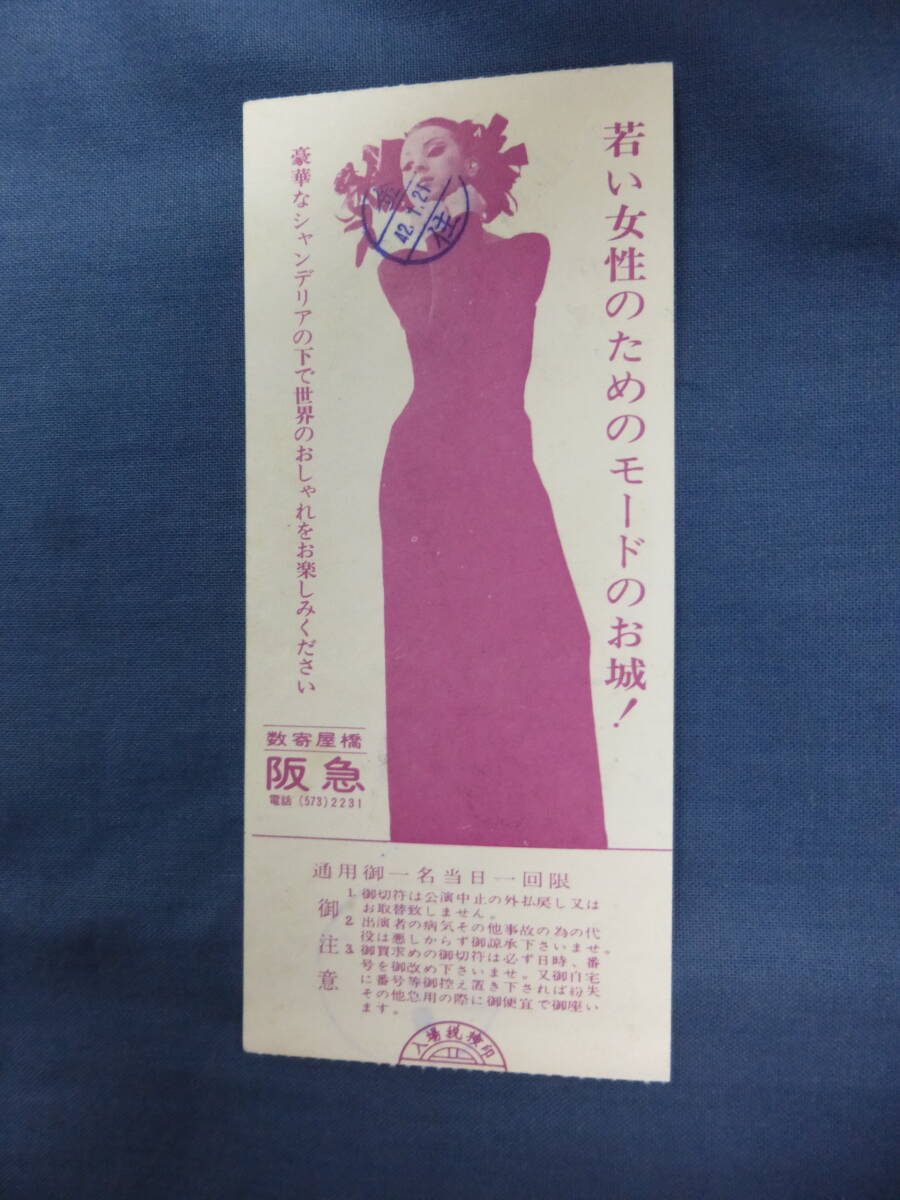 若い女性のためのモードのお城！
豪華なシャンデリアの下で世界のおしゃれをお楽しみください
42.1.21
住
数寄屋橋
阪急
電話 (573) 2231
通用御一名当日一回限
御注意
1. 御切符は公演中止の外払戻し又は
お取替致しません。
2. 出演者の病気その他事故の為の代
役は悪しからず御諒承下さいませ。
3. 御買求めの御切符は必ず日時、番
号を御改め下さいませ。又御自宅
に番号等御控え置き下されば紛失
その他急用の際に御便宜で御座い
ます。
入場税検印